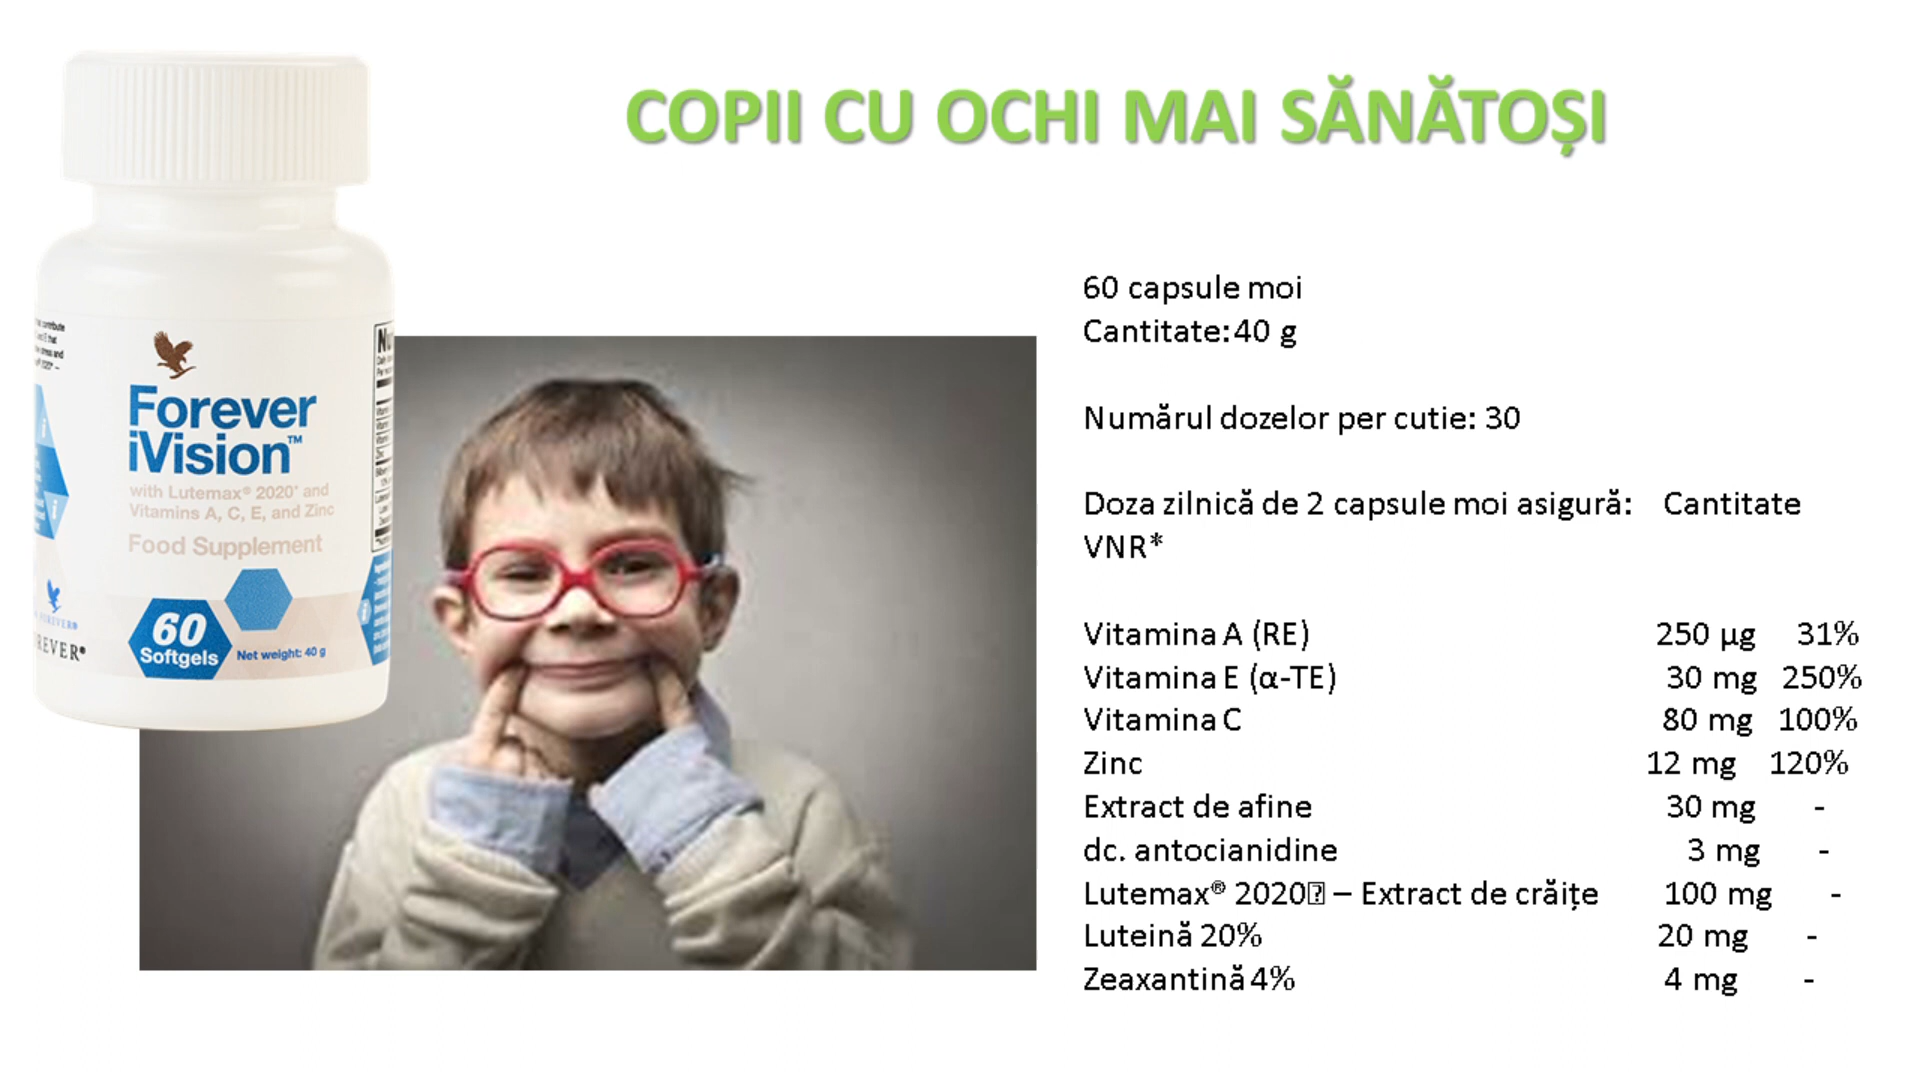 COPII CU OCHI MAI SĂNĂTOȘI
Forever
iVision™
with Lutemax® 2020* and
Vitamins A, C, E, and Zinc
Food Supplement
60
Softgels
Net weight: 40 g
60 capsule moi
Cantitate: 40 g
Numărul dozelor per cutie: 30
Doza zilnică de 2 capsule moi asigură: Cantitate
VNR*
Vitamina A (RE) 250 µg 31%
Vitamina E (α-TE) 30 mg 250%
Vitamina C 80 mg 100%
Zinc 12 mg 120%
Extract de afine 30 mg -
dc. antocianidine 3 mg -
Lutemax® 2020 – Extract de crăițe 100 mg -
Luteină 20% 20 mg -
Zeaxantină 4% 4 mg -